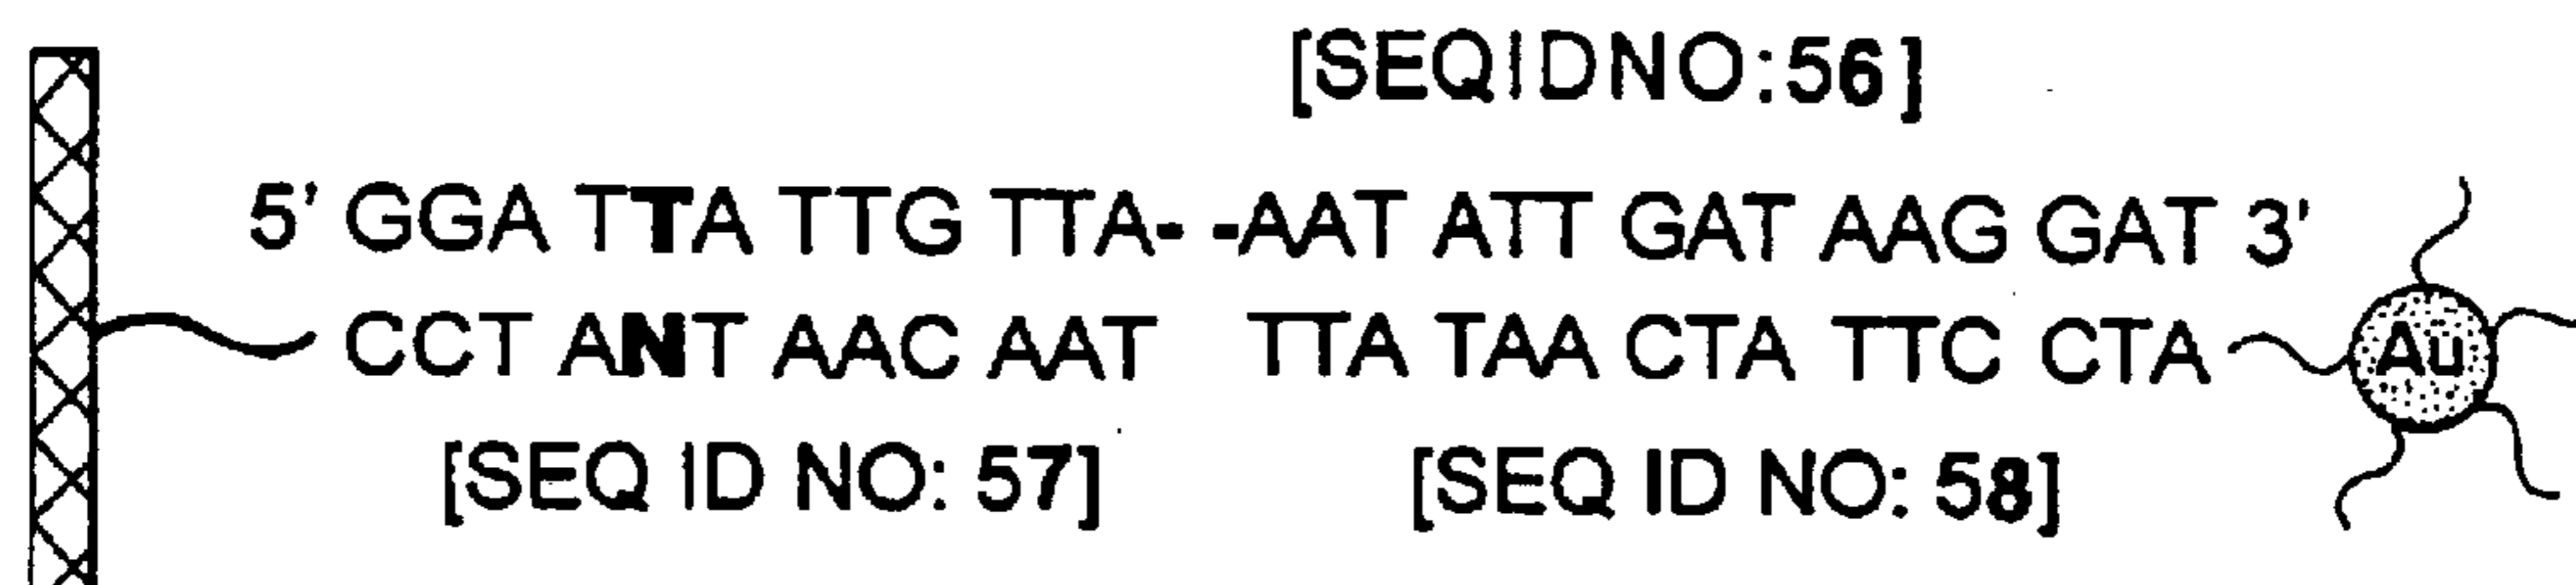 [SEQIDNO:56]
5' GGA TTA TTG TTA- -AAT ATT GAT AAG GAT 3'
CCT ANT AAC AAT TTA TAA CTA TTC CTA Au
[SEQ ID NO: 57] [SEQ ID NO: 58]